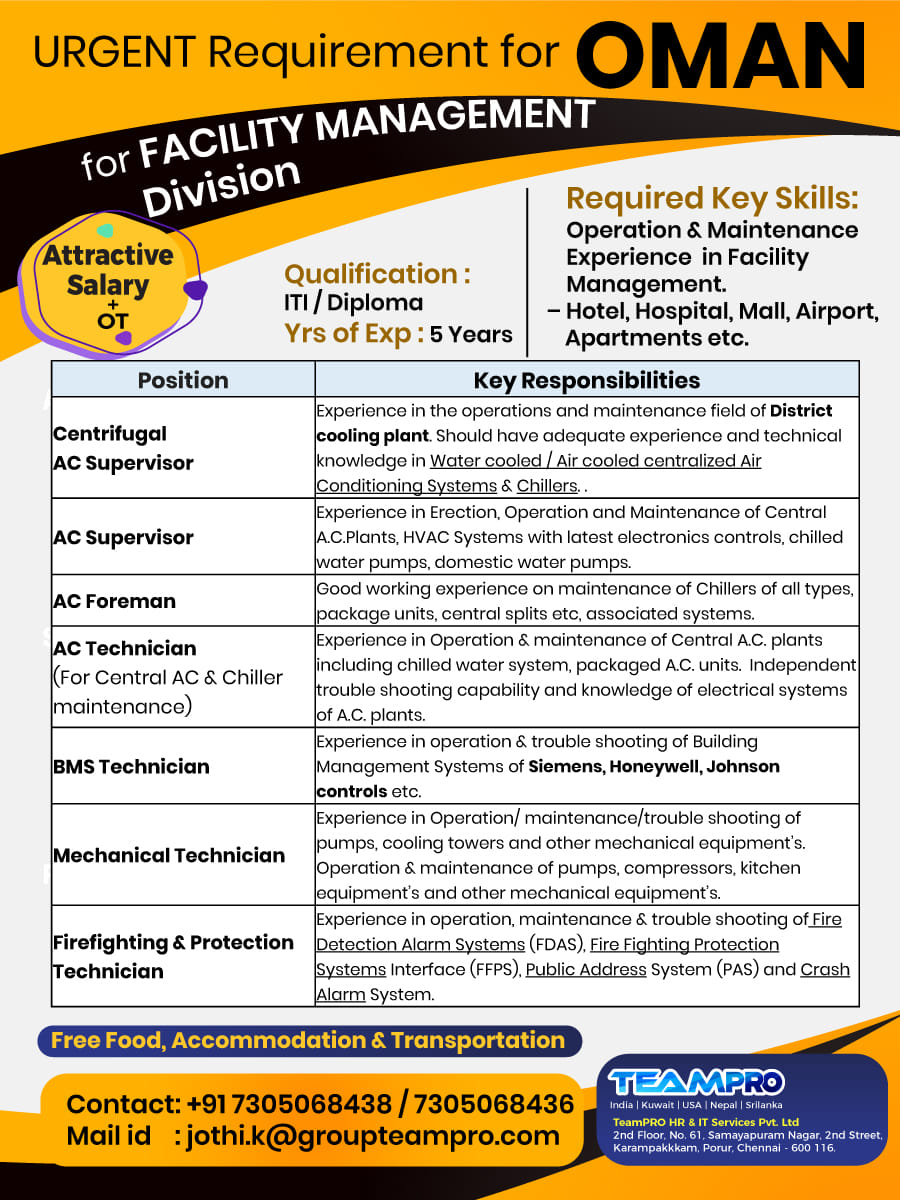 URGENT Requirement for OMAN
for FACILITY MANAGEMENT
Division
Attractive
Salary
+
OT
Qualification :
ITI / Diploma
Yrs of Exp : 5 Years
Required Key Skills:
Operation & Maintenance
Experience in Facility
Management.
– Hotel, Hospital, Mall, Airport,
Apartments etc.
Position
Key Responsibilities
Centrifugal
AC Supervisor
Experience in the operations and maintenance field of District
cooling plant. Should have adequate experience and technical
knowledge in Water cooled / Air cooled centralized Air
Conditioning Systems & Chillers. .
AC Supervisor
Experience in Erection, Operation and Maintenance of Central
A.C.Plants, HVAC Systems with latest electronics controls, chilled
water pumps, domestic water pumps.
AC Foreman
Good working experience on maintenance of Chillers of all types,
package units, central splits etc, associated systems.
AC Technician
(For Central AC & Chiller
maintenance)
Experience in Operation & maintenance of Central A.C. plants
including chilled water system, packaged A.C. units. Independent
trouble shooting capability and knowledge of electrical systems
of A.C. plants.
BMS Technician
Experience in operation & trouble shooting of Building
Management Systems of Siemens, Honeywell, Johnson
controls etc.
Mechanical Technician
Experience in Operation/ maintenance/trouble shooting of
pumps, cooling towers and other mechanical equipment's.
Operation & maintenance of pumps, compressors, kitchen
equipment's and other mechanical equipment's.
Firefighting & Protection
Technician
Experience in operation, maintenance & trouble shooting of Fire
Detection Alarm Systems (FDAS), Fire Fighting Protection
Systems Interface (FFPS), Public Address System (PAS) and Crash
Alarm System.
Free Food, Accommodation & Transportation
Contact: +91 7305068438 / 7305068436
Mail id : jothi.k@groupteampro.com
TEAMPRO
India | Kuwait | USA | Nepal | Srilanka
TeamPRO HR & IT Services Pvt. Ltd
2nd Floor, No. 61, Samayapuram Nagar, 2nd Street,
Karampakkkam, Porur, Chennai - 600 116.